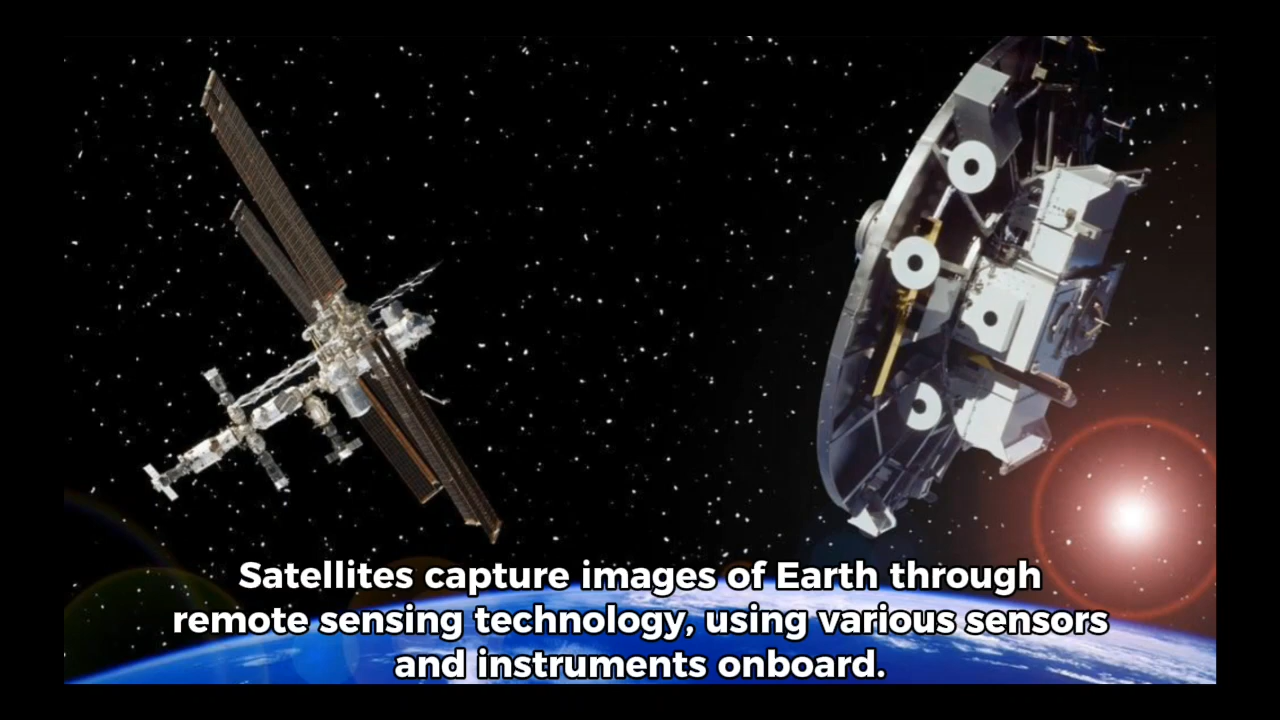 Satellites capture images of Earth through
remote sensing technology, using various sensors
and instruments onboard.